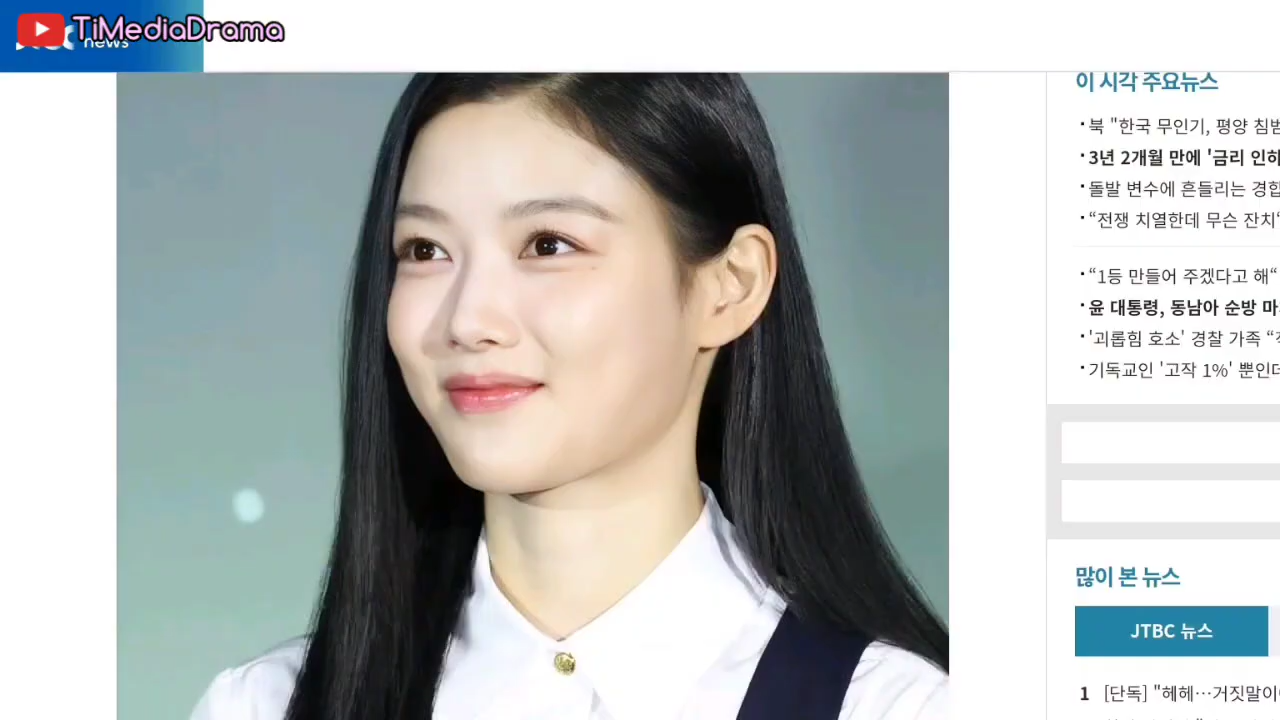 TiMediaDrama
news
이 시각 주요뉴스
북 "한국 무인기, 평양 침범
3년 2개월 만에 '금리 인하
돌발 변수에 흔들리는 경합
“전쟁 치열한데 무슨 잔치“
“1등 만들어 주겠다고 해“
윤 대통령, 동남아 순방 마
'괴롭힘 호소' 경찰 가족 “
기독교인 '고작 1%' 뿐인데
많이 본 뉴스
JTBC 뉴스
1 [단독] "헤헤…거짓말이